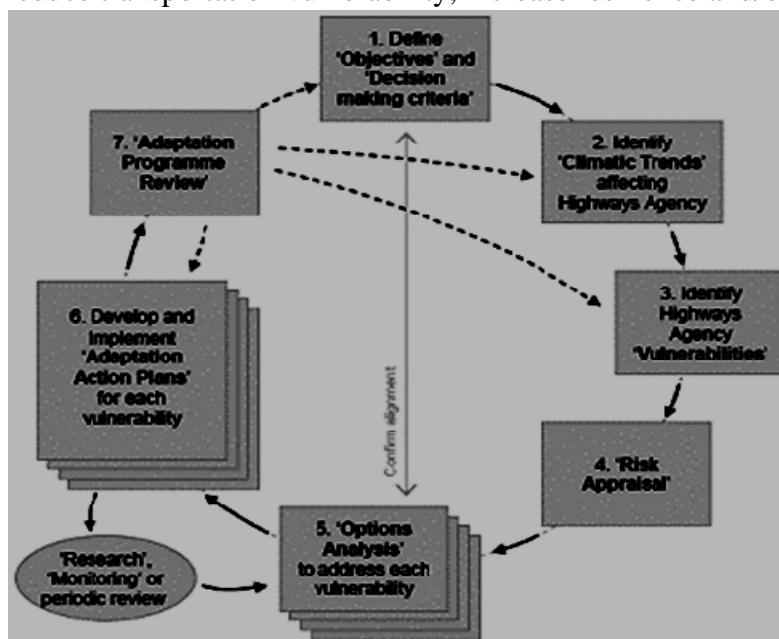 1. Define
'Objectives' and
'Decision
making criteria'
7. 'Adaptation
Programme
Review'
2. Identify
'Climatic Trends'
affecting
Highways Agency
3. Identify
Highways
Agency
'Vulnerabilities'
6. Develop and
implement
'Adaptation
Action Plans'
for each
vulnerability
Confirm alignment
4. 'Risk
Appraisal'
5. 'Options
Analysis'
to address each
vulnerability
'Research',
'Monitoring' or
periodic review